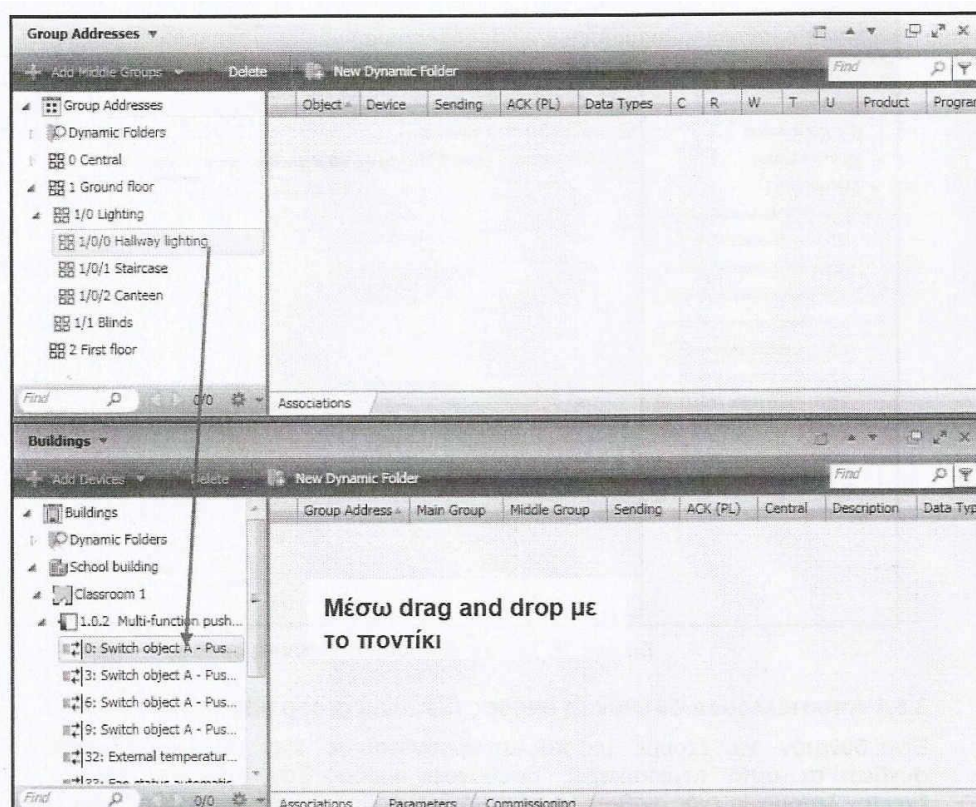 Group Addresses
Add Middle Groups Delete New Dynamic Folder Find
Group Addresses
Dynamic Folders
0 Central
1 Ground floor
1/0 Lighting
1/0/0 Hallway lighting
1/0/1 Staircase
1/0/2 Canteen
1/1 Blinds
2 First floor
Find 0/0
Object Device Sending ACK (PL) Data Types C R W T U Product Program
Associations
Buildings
Add Devices Delete New Dynamic Folder Find
Buildings
Dynamic Folders
School building
Classroom 1
1.0.2 Multi-function push...
0: Switch object A - Pus...
3: Switch object A - Pus...
6: Switch object A - Pus...
9: Switch object A - Pus...
32: External temperatur...
33: Fan status automatic
Find 0/0
Group Address Main Group Middle Group Sending ACK (PL) Central Description Data Typ
Μέσω drag and drop με
το ποντίκι
Associations Parameters Commissioning